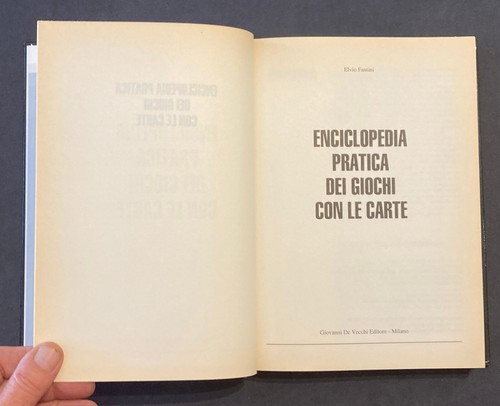 Elvio Fantini
ENCICLOPEDIA
PRATICA
DEI GIOCHI
CON LE CARTE
Giovanni De Vecchi Editore - Milano